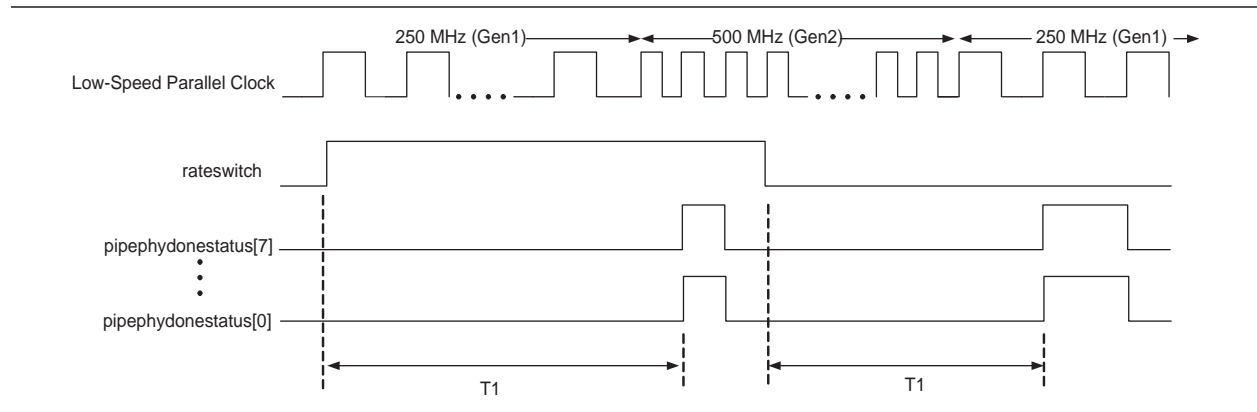 250 MHz (Gen1) 500 MHz (Gen2) 250 MHz (Gen1)
Low-Speed Parallel Clock
rateswitch
pipephydonestatus[7]
pipephydonestatus[0]
T1 T1